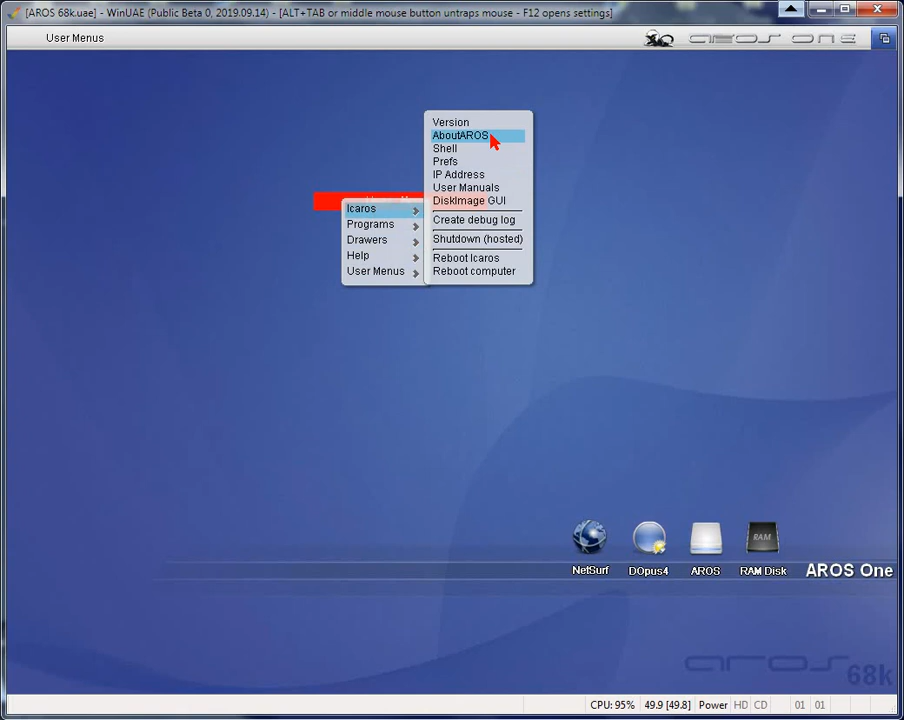 [AROS 68k.uae] - WinUAE (Public Beta 0, 2019.09.14) - [ALT+TAB or middle mouse button untraps mouse - F12 opens settings]
User Menus
AROS ONE
Version
AboutAROS
Shell
Prefs
IP Address
User Manuals
DiskImage GUI
Create debug log
Shutdown (hosted)
Reboot Icaros
Reboot computer
Icaros
Programs
Drawers
Help
User Menus
RAM
NetSurf
DOpus4
AROS
RAM Disk
AROS One
AROS
68k
CPU: 95%
49.9 [49.8]
Power
HD
CD
01
01